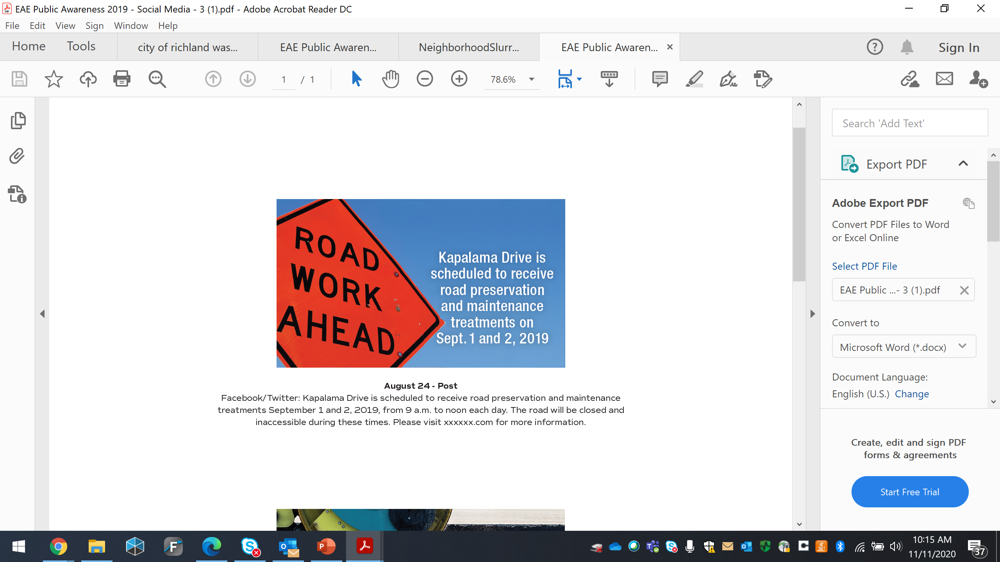 EAE Public Awareness 2019 - Social Media - 3 (1).pdf - Adobe Acrobat Reader DC
File Edit View Sign Window Help
Home Tools city of richland was... EAE Public Awaren... NeighborhoodSlurr... EAE Public Awaren... Sign In
1 / 1 78.6%
Search 'Add Text'
Export PDF
Adobe Export PDF
Convert PDF Files to Word
or Excel Online
Select PDF File
EAE Public ...- 3 (1).pdf
Convert to
Microsoft Word (*.docx)
Document Language:
English (U.S.) Change
Create, edit and sign PDF
forms & agreements
Start Free Trial
ROAD
WORK
AHEAD
Kapalama Drive is
scheduled to receive
road preservation
and maintenance
treatments on
Sept. 1 and 2, 2019
August 24 - Post
Facebook/Twitter: Kapalama Drive is scheduled to receive road preservation and maintenance
treatments September 1 and 2, 2019, from 9 a.m. to noon each day. The road will be closed and
inaccessible during these times. Please visit xxxxxx.com for more information.
10:15 AM
11/11/2020
37